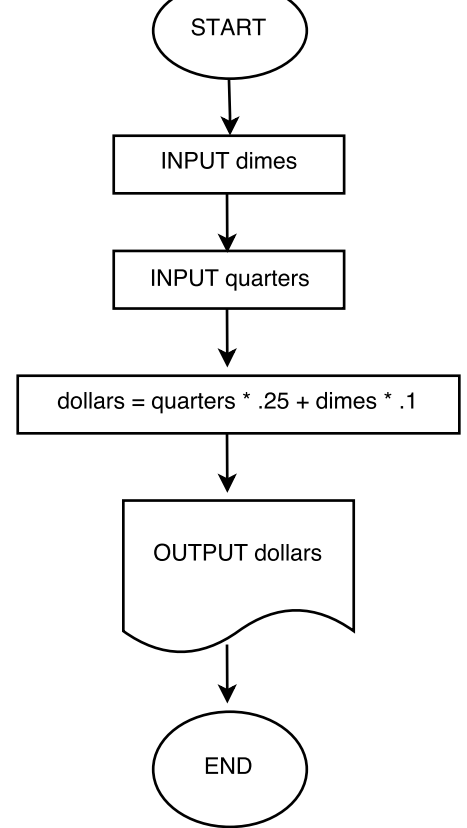 START
INPUT dimes
INPUT quarters
dollars = quarters * .25 + dimes * .1
OUTPUT dollars
END